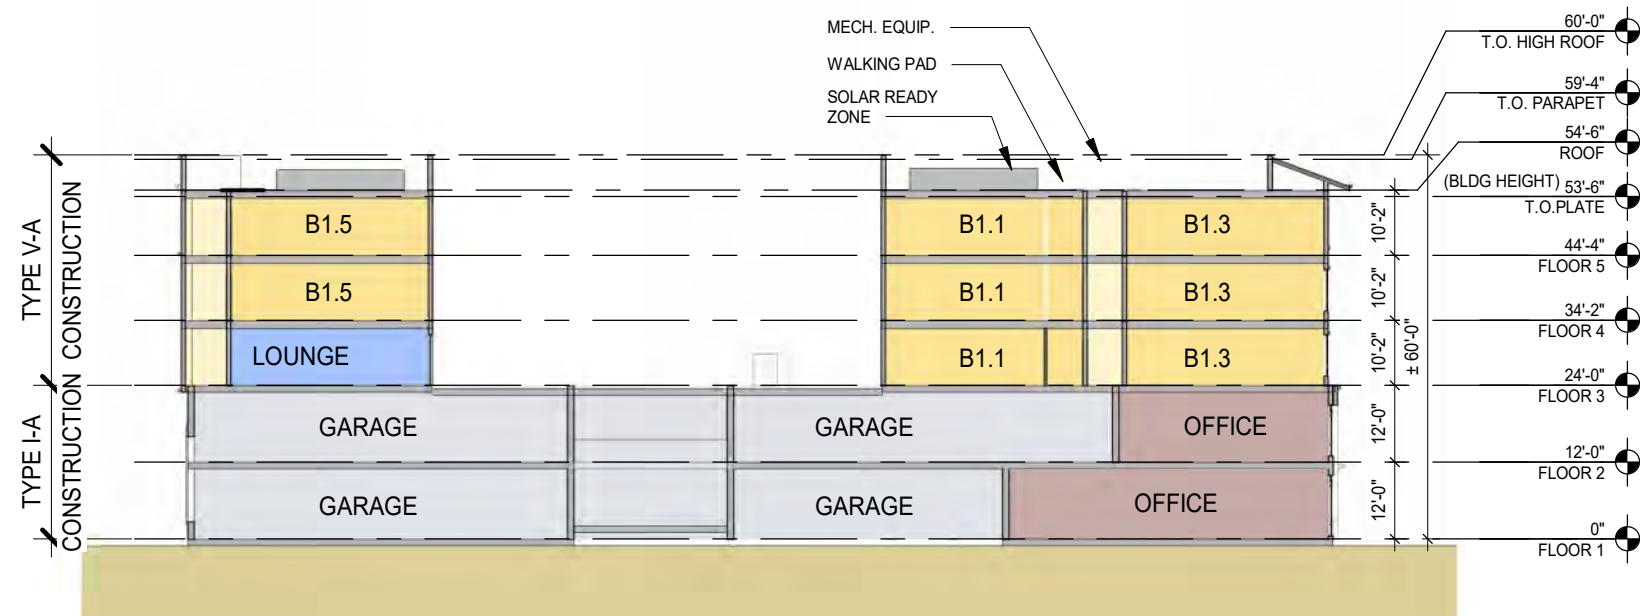 MECH. EQUIP.
WALKING PAD
SOLAR READY
ZONE
60'-0"
T.O. HIGH ROOF
59'-4"
T.O. PARAPET
54'-6"
ROOF
(BLDG HEIGHT) 53'-6"
T.O.PLATE
44'-4"
FLOOR 5
34'-2"
FLOOR 4
24'-0"
FLOOR 3
12'-0"
FLOOR 2
0"
FLOOR 1
TYPE V-A
CONSTRUCTION
TYPE I-A
CONSTRUCTION
B1.5
B1.1
B1.3
10'-2"
B1.5
B1.1
B1.3
10'-2"
LOUNGE
B1.1
B1.3
10'-2"
± 60'-0"
GARAGE
GARAGE
OFFICE
12'-0"
GARAGE
GARAGE
OFFICE
12'-0"